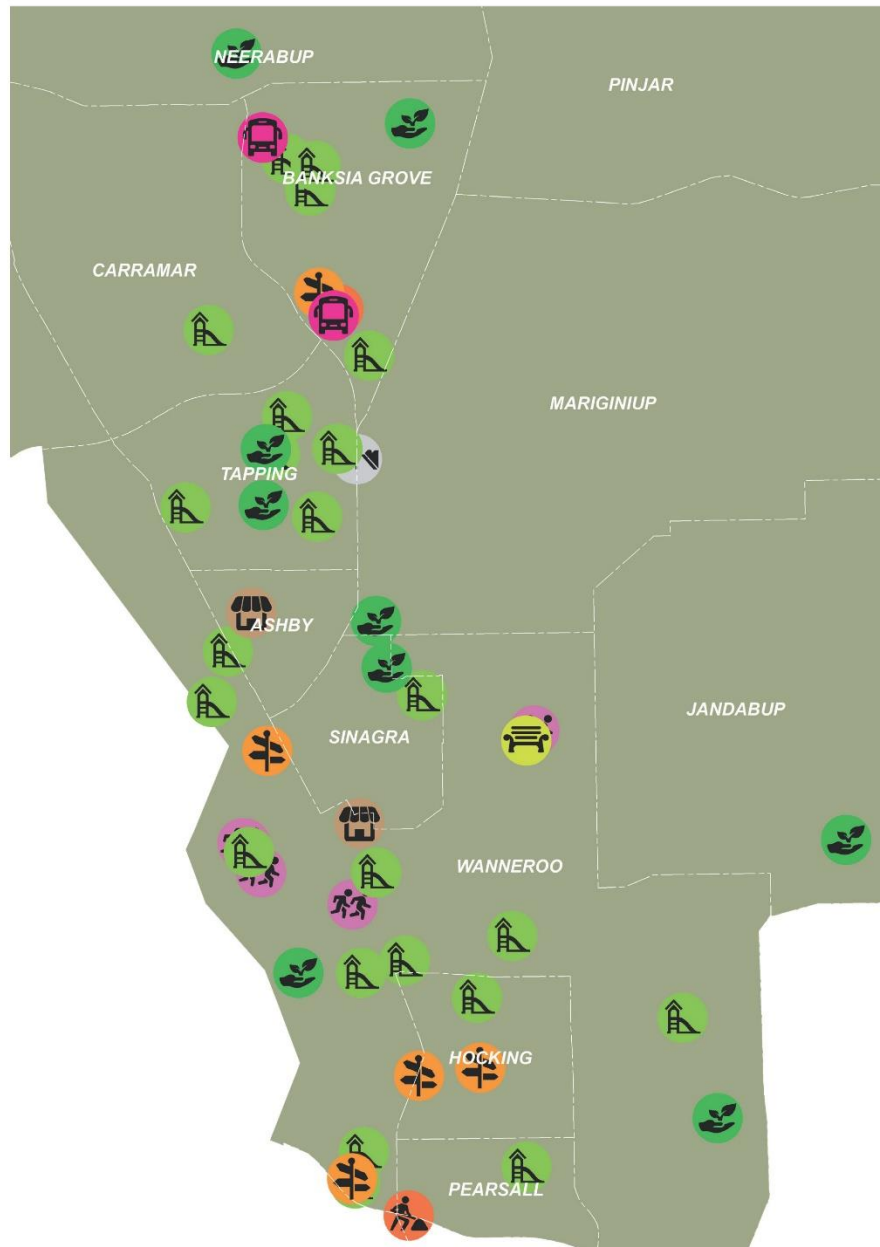 NEERABUP
PINJAR
BANKSIA GROVE
CARRAMAR
MARIGINIUP
TAPPING
ASHBY
JANDABUP
SINAGRA
WANNEROO
HOCKING
PEARSALL